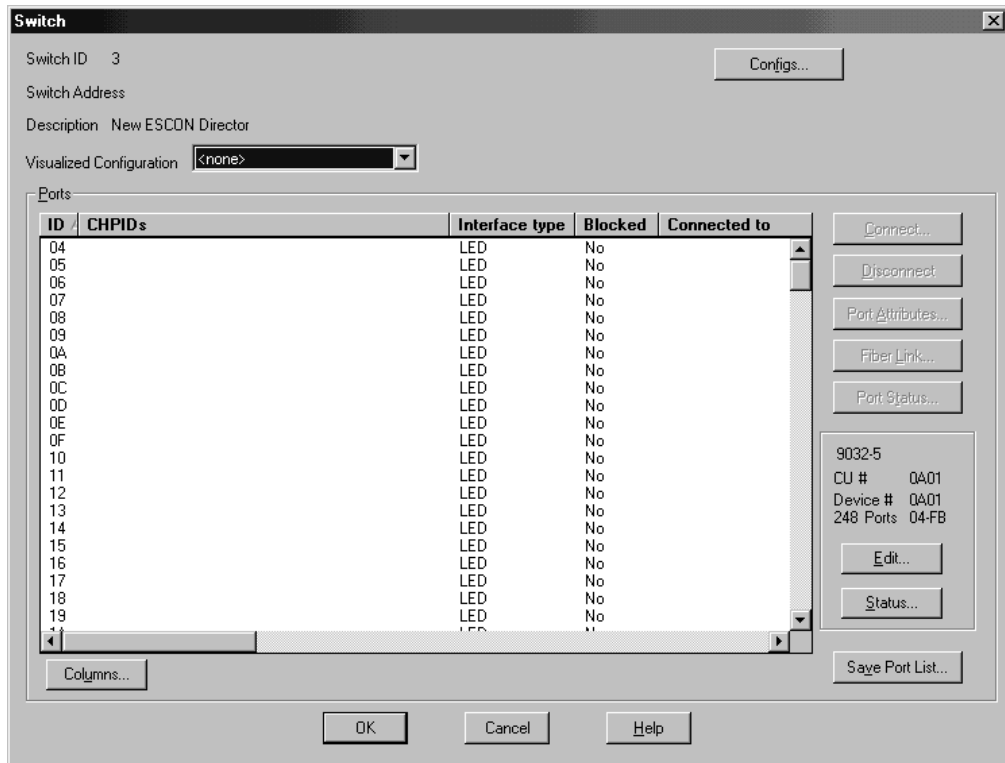 Switch
Switch ID 3
Configs...
Switch Address
Description New ESCON Director
Visualized Configuration <none>
Ports
ID CHPIDs Interface type Blocked Connected to
04 LED No
05 LED No
06 LED No
07 LED No
08 LED No
09 LED No
0A LED No
0B LED No
0C LED No
0D LED No
0E LED No
0F LED No
10 LED No
11 LED No
12 LED No
13 LED No
14 LED No
15 LED No
16 LED No
17 LED No
18 LED No
19 LED No
Connect...
Disconnect
Port Attributes...
Fiber Link...
Port Status...
9032-5
CU # 0A01
Device # 0A01
248 Ports 04-FB
Edit...
Status...
Columns...
Save Port List...
OK Cancel Help